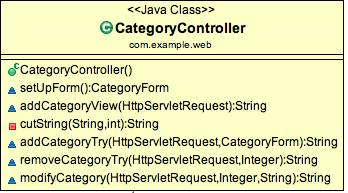 <<Java Class>>
CategoryController
com.example.web
CategoryController()
setUpForm():CategoryForm
addCategoryView(HttpServletRequest):String
cutString(String,int):String
addCategoryTry(HttpServletRequest,CategoryForm):String
removeCategoryTry(HttpServletRequest,Integer):String
modifyCategory(HttpServletRequest,Integer,String):String